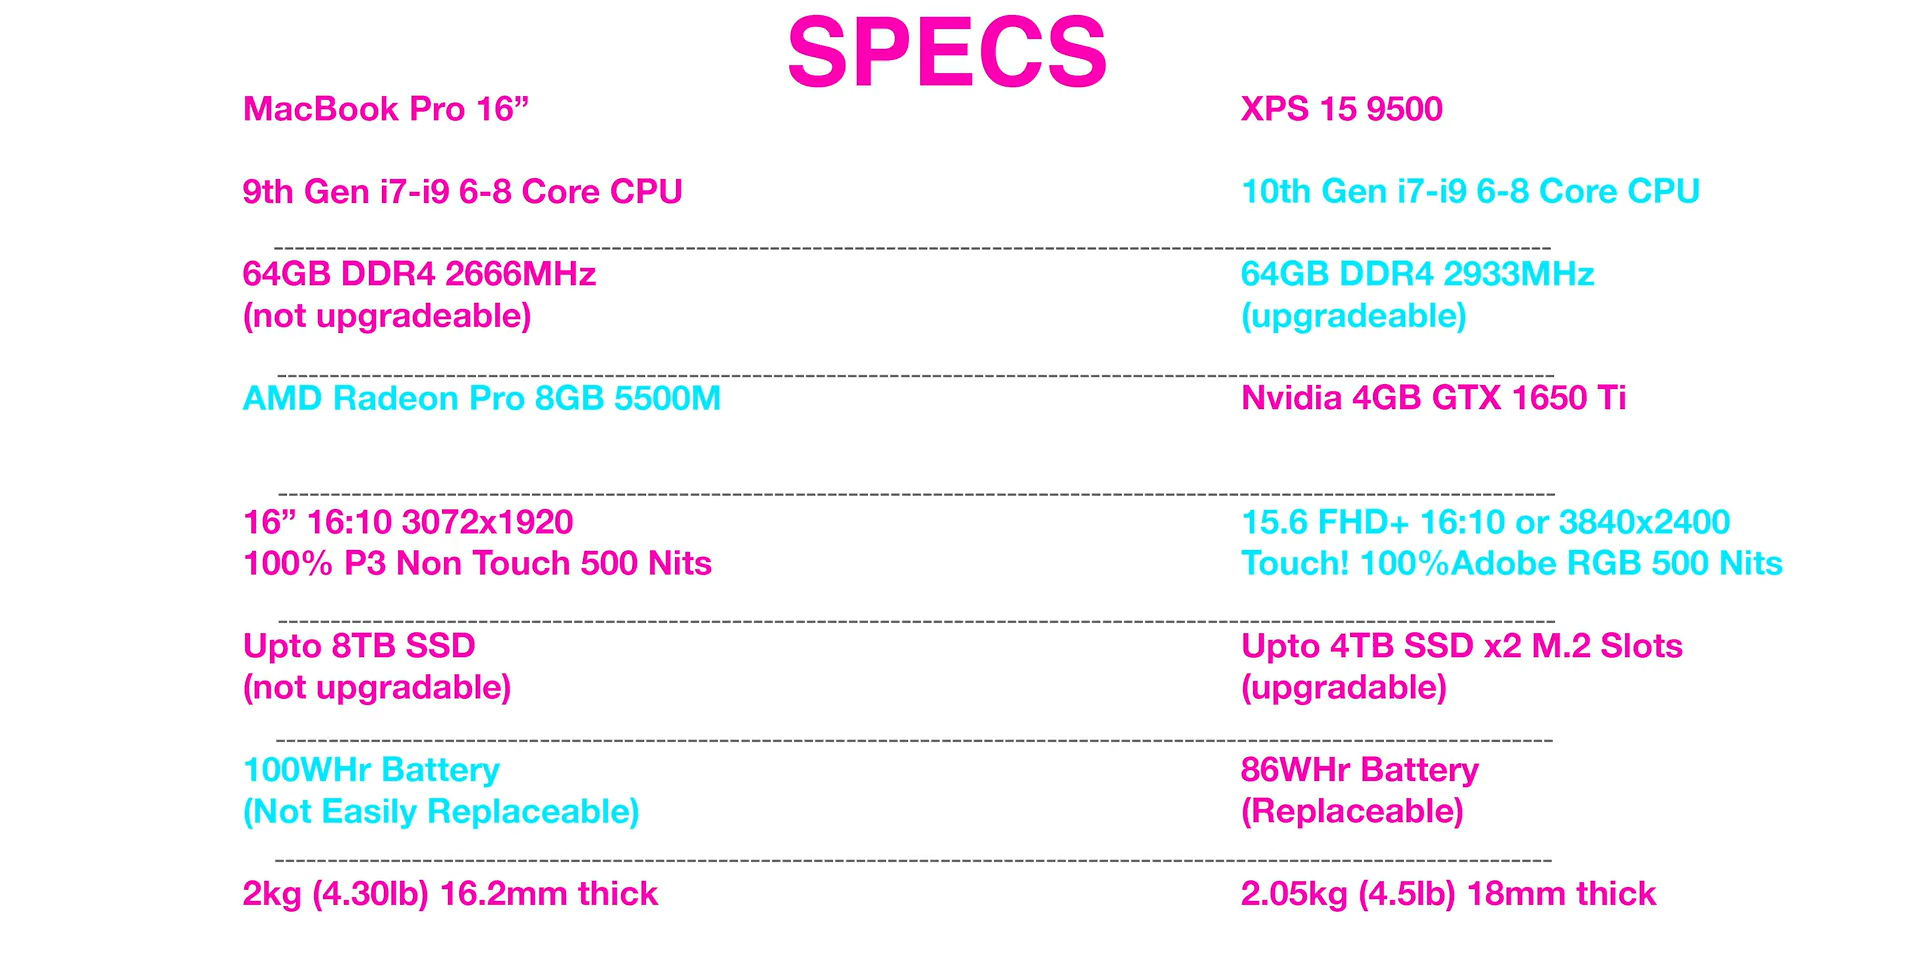 SPECS
MacBook Pro 16”
XPS 15 9500
9th Gen i7-i9 6-8 Core CPU
10th Gen i7-i9 6-8 Core CPU
64GB DDR4 2666MHz
64GB DDR4 2933MHz
(not upgradeable)
(upgradeable)
AMD Radeon Pro 8GB 5500M
Nvidia 4GB GTX 1650 Ti
16” 16:10 3072x1920
15.6 FHD+ 16:10 or 3840x2400
100% P3 Non Touch 500 Nits
Touch! 100%Adobe RGB 500 Nits
Upto 8TB SSD
Upto 4TB SSD x2 M.2 Slots
(not upgradable)
(upgradable)
100WHr Battery
86WHr Battery
(Not Easily Replaceable)
(Replaceable)
2kg (4.30lb) 16.2mm thick
2.05kg (4.5lb) 18mm thick